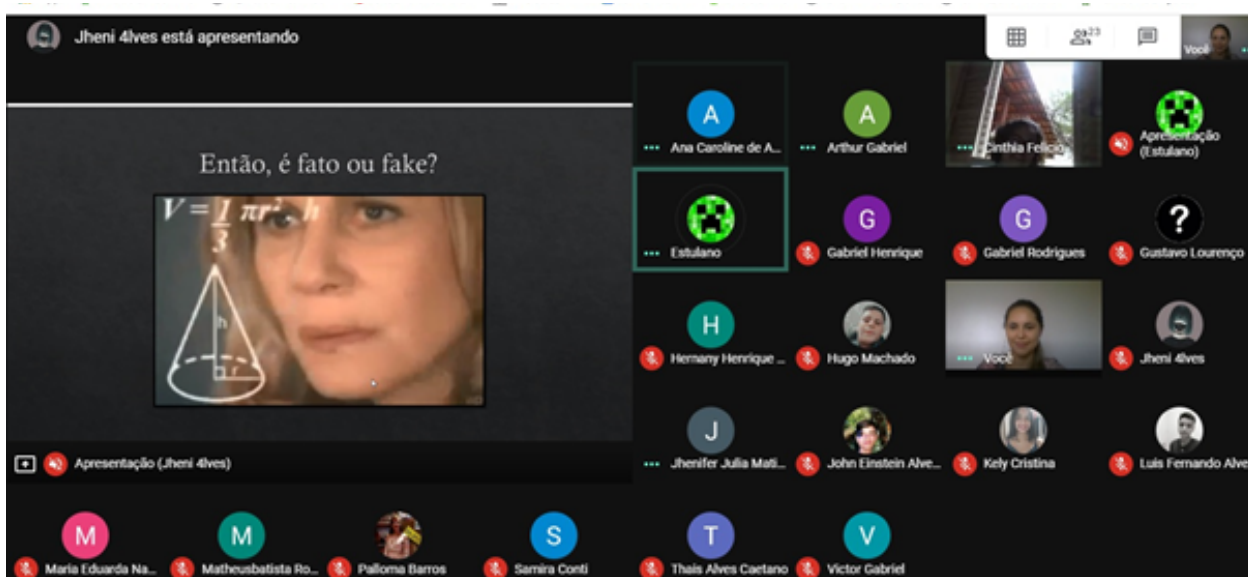 Jheni 4lves está apresentando
23
Você
Então, é fato ou fake?
V = 1/3 πr² h
h
r
Apresentação (Jheni 4lves)
A
Ana Caroline de A...
A
Arthur Gabriel
Cinthia Felicio
Apresentação
(Estulano)
Estulano
G
Gabriel Henrique
G
Gabriel Rodrigues
?
Gustavo Lourenço
H
Hernany Henrique ...
Hugo Machado
Você
Jheni 4lves
J
Jhenifer Julia Mati...
John Einstein Alve...
Kely Cristina
Luis Fernando Alve
M
Maria Eduarda Na...
M
Matheusbatista Ro...
Palloma Barros
S
Samira Conti
T
Thais Alves Caetano
V
Victor Gabriel